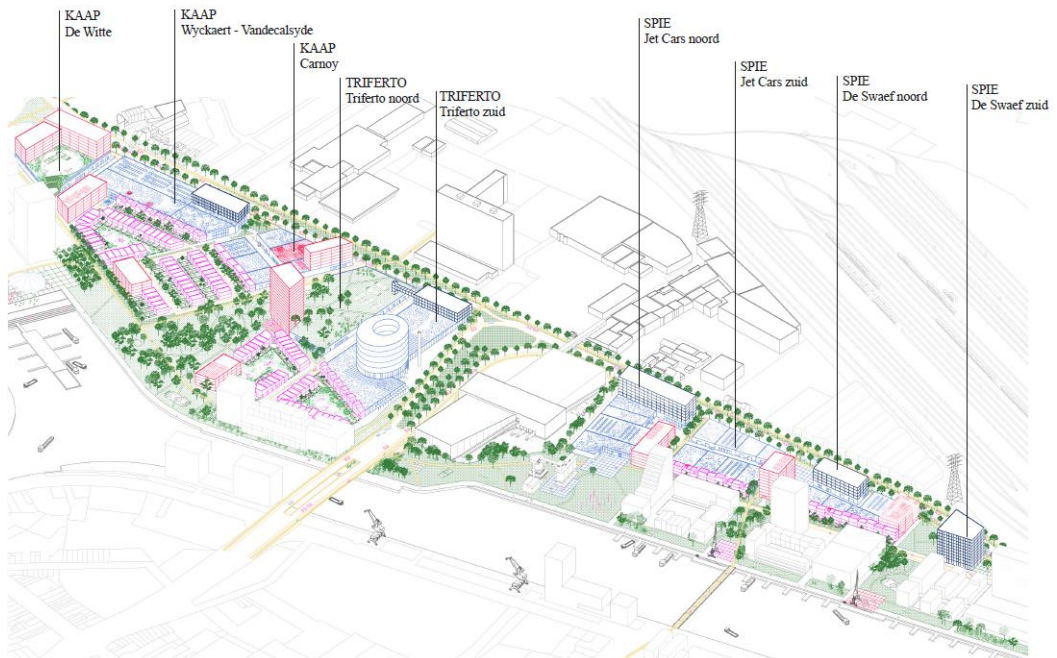 KAAP
De Witte
KAAP
Wyckaert - Vandecalsyde
KAAP
Carnoy
TRIFERTO
Triferto noord
TRIFERTO
Triferto zuid
SPIE
Jet Cars noord
SPIE
Jet Cars zuid
SPIE
De Swaef noord
SPIE
De Swaef zuid